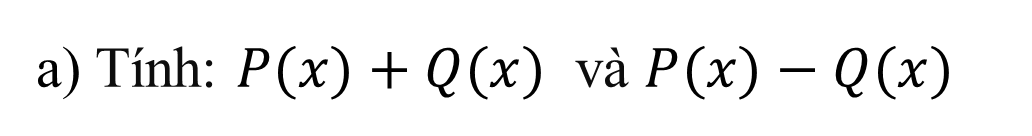 a) Tính: P(x) + Q(x) và P(x) − Q(x)